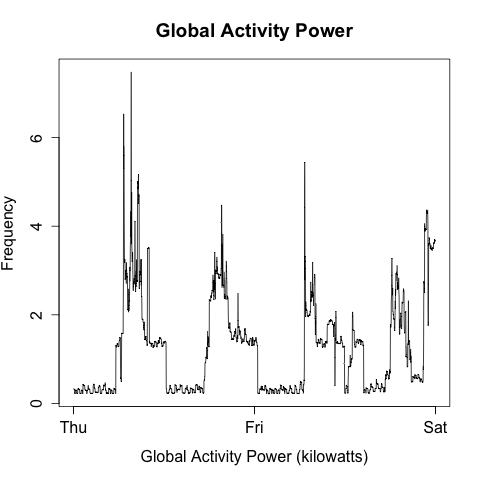 Global Activity Power
Frequency
6
4
2
0
Thu Fri Sat
Global Activity Power (kilowatts)